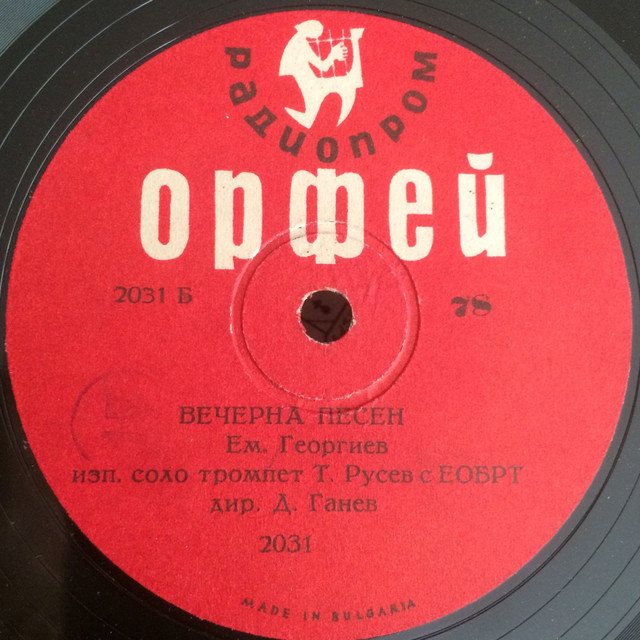 радиопром
орфей
2031 Б
78
ВЕЧЕРНА ПЕСЕН
Ем. Георгиев
изп. соло тромпет Т. Русев с ЕОБРТ
дир. Д. Ганев
2031
MADE IN BULGARIA